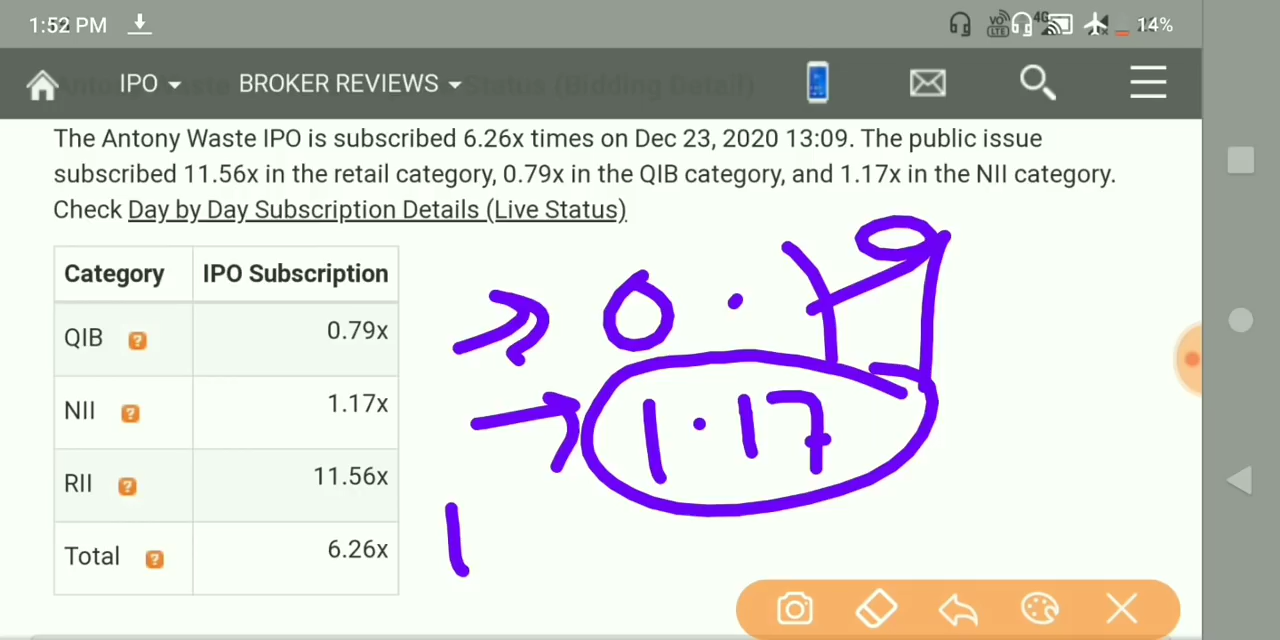 1:52 PM 14%
IPO BROKER REVIEWS
The Antony Waste IPO is subscribed 6.26x times on Dec 23, 2020 13:09. The public issue
subscribed 11.56x in the retail category, 0.79x in the QIB category, and 1.17x in the NII category.
Check Day by Day Subscription Details (Live Status)
Category IPO Subscription
QIB ? 0.79x
NII ? 1.17x
RII ? 11.56x
Total ? 6.26x
1.17